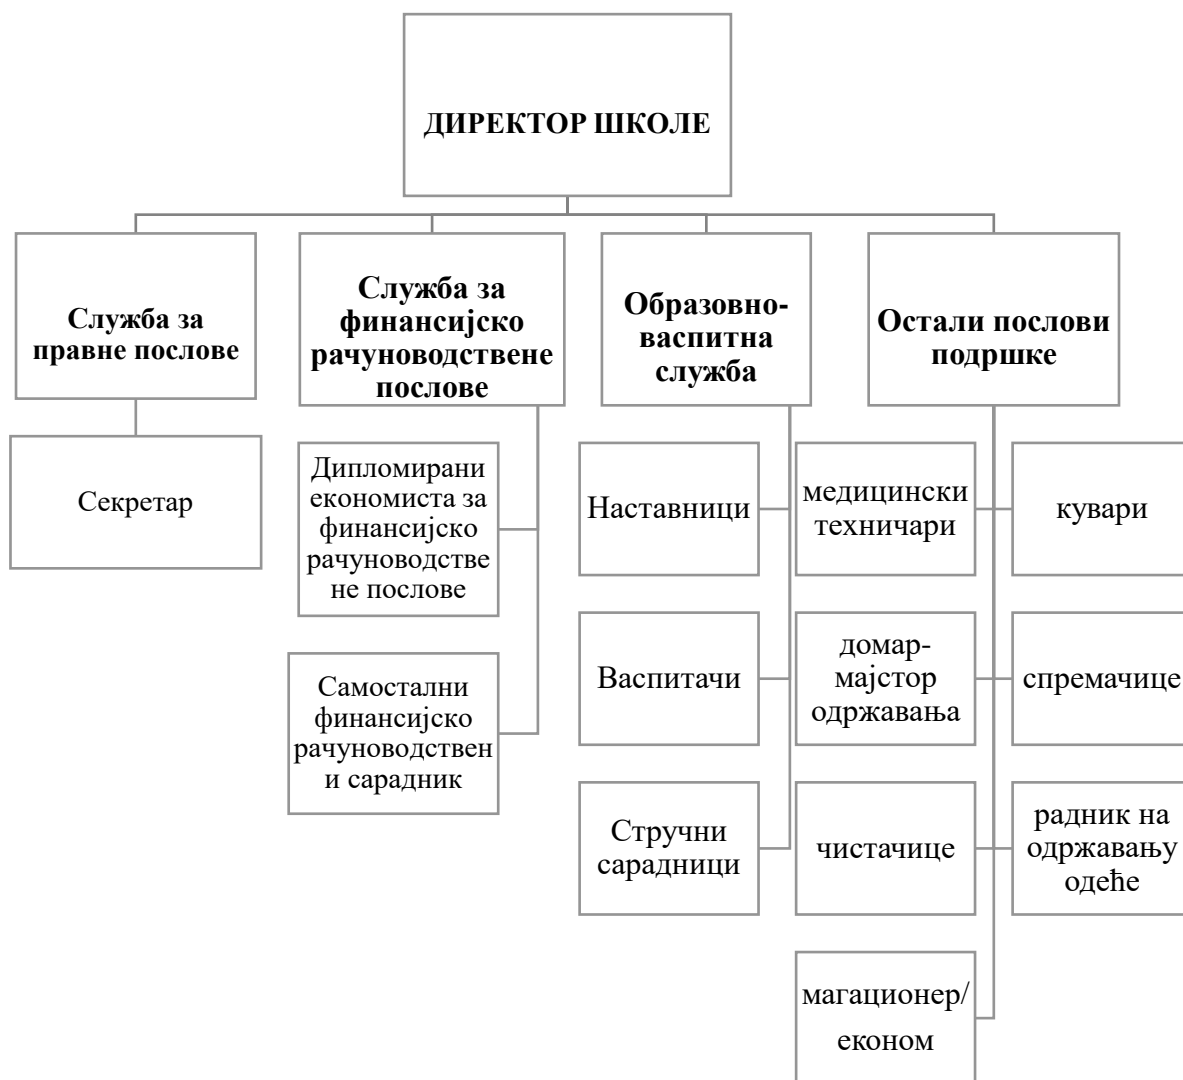 ДИРЕКТОР ШКОЛЕ
Служба за
правне послове
Секретар
Служба за
финансијско
рачуноводствене
послове
Дипломирани
економиста за
финансијско
рачуноводстве
не послове
Самостални
финансијско
рачуноводствен
и сарадник
Образовно-
васпитна
служба
Наставници
Васпитачи
Стручни
сарадници
Остали послови
подршке
медицински
техничари
кувари
домар-
мајстор
одржавања
спремачице
чистачице
радник на
одржавању
одеће
магационер/
економ